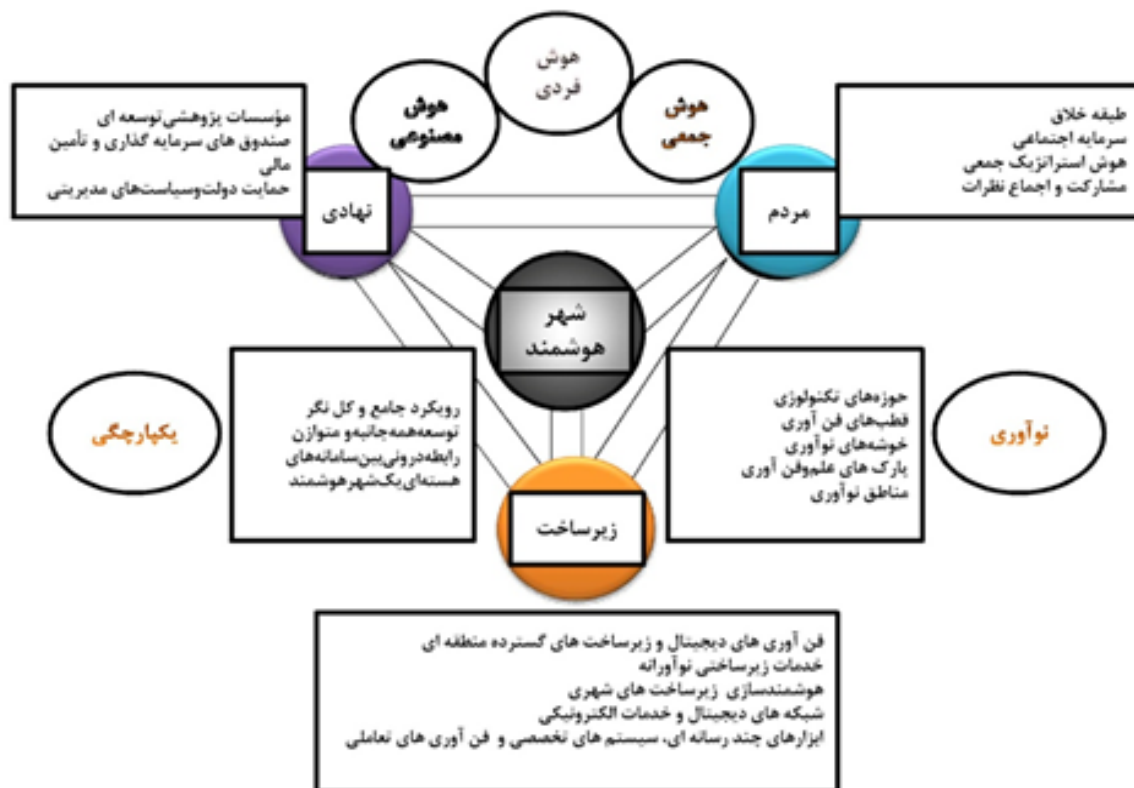 هوش
فردی
هوش
جمعی
هوش
مصنوعی
طبقه خلاق
سرمایه اجتماعی
هوش استراتژیک جمعی
مشارکت و اجماع نظرات
مؤسسات پژوهشی‌توسعه ای
صندوق های سرمایه گذاری و تأمین
مالی
حمایت دولت‌وسیاست‌های مدیریتی
مردم
نهادی
شهر
هوشمند
نوآوری
حوزه‌های تکنولوژی
قطب‌های فن آوری
خوشه‌های نوآوری
پارک های علم‌وفن آوری
مناطق نوآوری
رویکرد جامع و کل نگر
توسعه‌همه‌جانبه‌و متوازن
رابطه‌درونی‌بین‌سامانه‌های
هسته‌ای‌یک‌شهرهوشمند
یکپارچگی
زیرساخت
فن آوری های دیجیتال و زیرساخت های گسترده منطقه ای
خدمات زیرساختی نوآورانه
هوشمندسازی زیرساخت های شهری
شبکه های دیجیتال و خدمات الکترونیکی
ابزارهای چند رسانه ای، سیستم های تخصصی و فن آوری های تعاملی